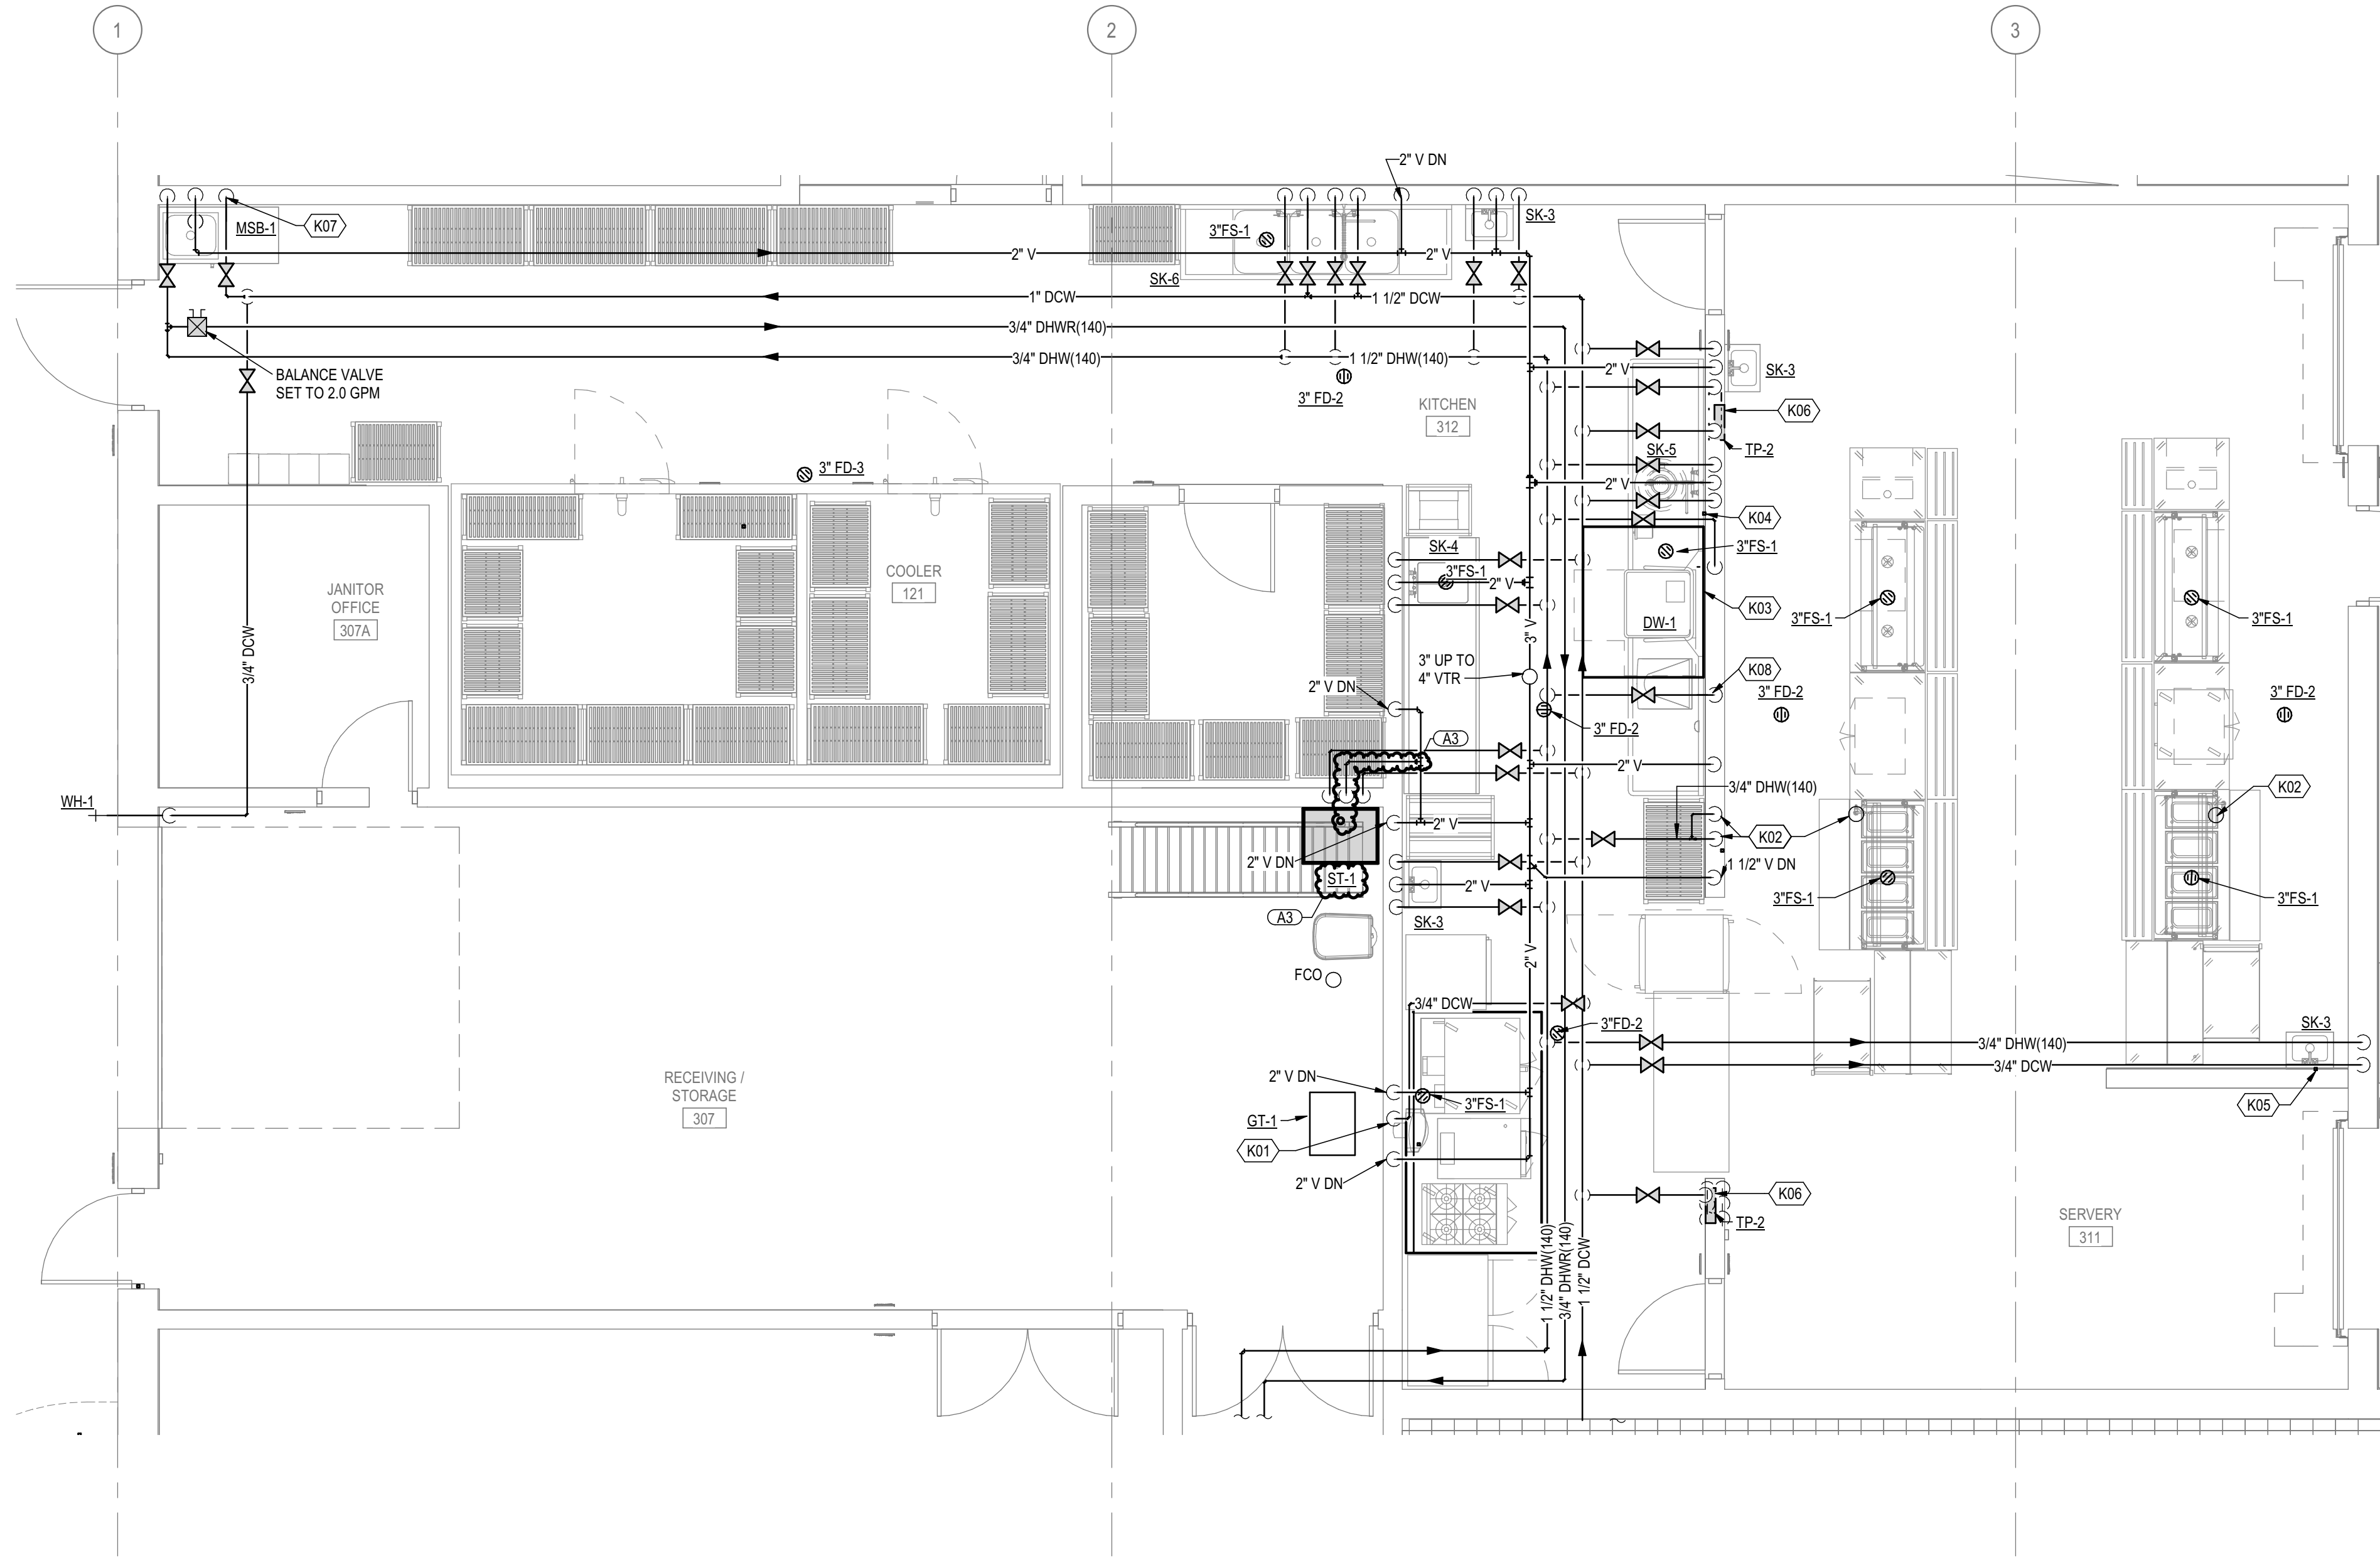 1
2
3
2" V DN
MSB-1
K07
3"FS-1
SK-3
2" V
2" V
SK-6
1" DCW
1 1/2" DCW
3/4" DHWR(140)
3/4" DHW(140)
1 1/2" DHW(140)
BALANCE VALVE
SET TO 2.0 GPM
3" FD-2
2" V
SK-3
KITCHEN
312
K06
SK-5
TP-2
3" FD-3
2" V
K04
SK-4
3"FS-1
COOLER
121
3"FS-1
2" V
JANITOR
OFFICE
307A
K03
DW-1
3"FS-1
3"FS-1
3" V
3/4" DCW
3" UP TO
4" VTR
K08
2" V DN
3" FD-2
3" FD-2
3" FD-2
A3
2" V
3/4" DHW(140)
K02
WH-1
2" V
K02
2" V DN
1 1/2" V DN
ST-1
2" V
3"FS-1
3"FS-1
A3
SK-3
2" V
FCO
3/4" DCW
3"FD-2
SK-3
3/4" DHW(140)
3/4" DCW
RECEIVING /
STORAGE
307
2" V DN
3"FS-1
K05
GT-1
K01
2" V DN
K06
TP-2
SERVERY
311
1 1/2" DHW(140)
3/4" DHWR(140)
1 1/2" DCW